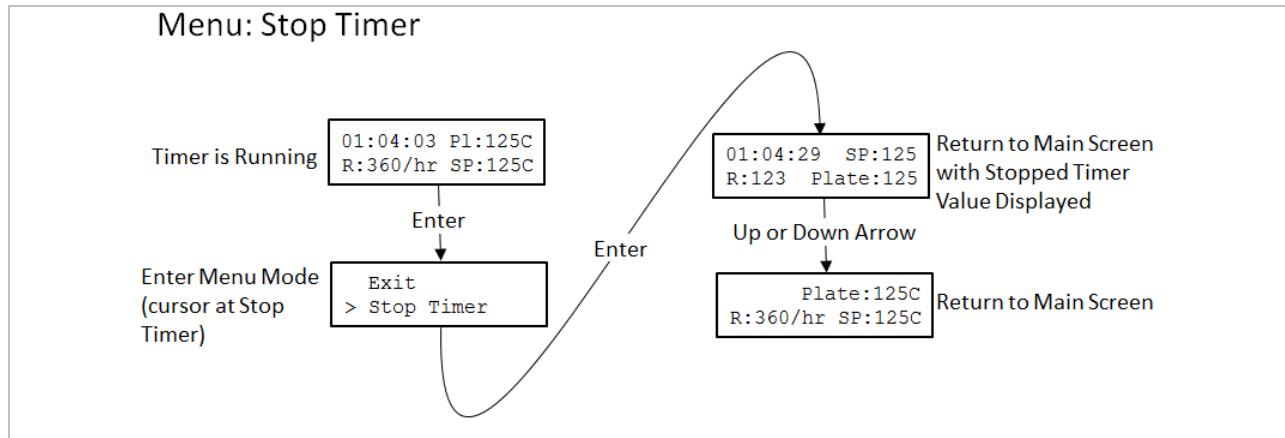 Menu: Stop Timer
Timer is Running
01:04:03 Pl:125C
R:360/hr SP:125C
Enter
Enter Menu Mode
(cursor at Stop
Timer)
Exit
> Stop Timer
Enter
01:04:29 SP:125
R:123 Plate:125
Return to Main Screen
with Stopped Timer
Value Displayed
Up or Down Arrow
Plate:125C
R:360/hr SP:125C
Return to Main Screen